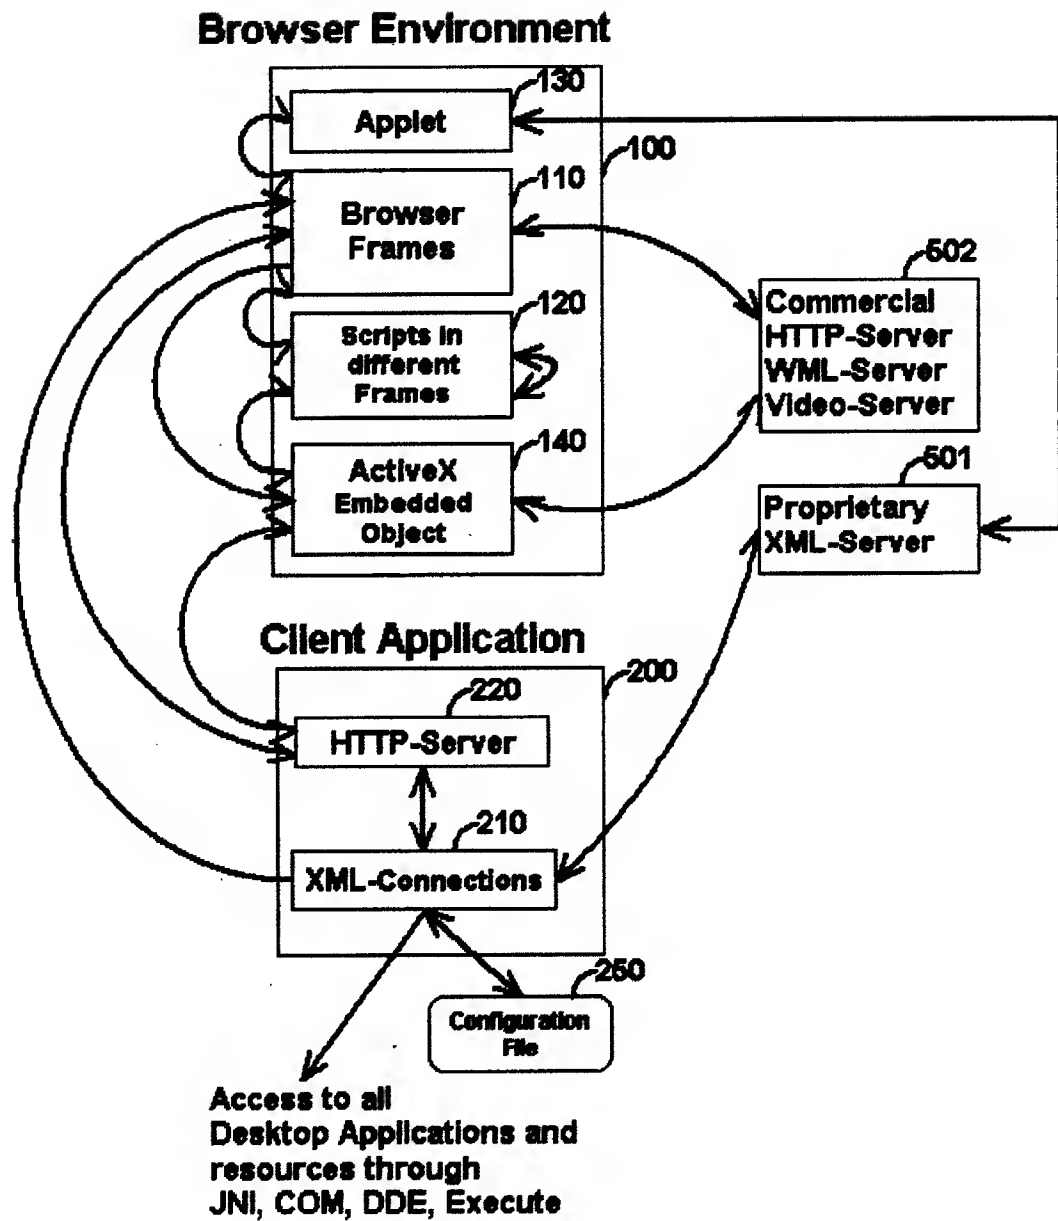 Browser Environment
130
Applet
100
110
Browser
Frames
502
Commercial
HTTP-Server
WML-Server
Video-Server
120
Scripts in
different
Frames
140
ActiveX
Embedded
Object
501
Proprietary
XML-Server
Client Application
200
220
HTTP-Server
210
XML-Connections
250
Configuration
File
Access to all
Desktop Applications and
resources through
JNI, COM, DDE, Execute